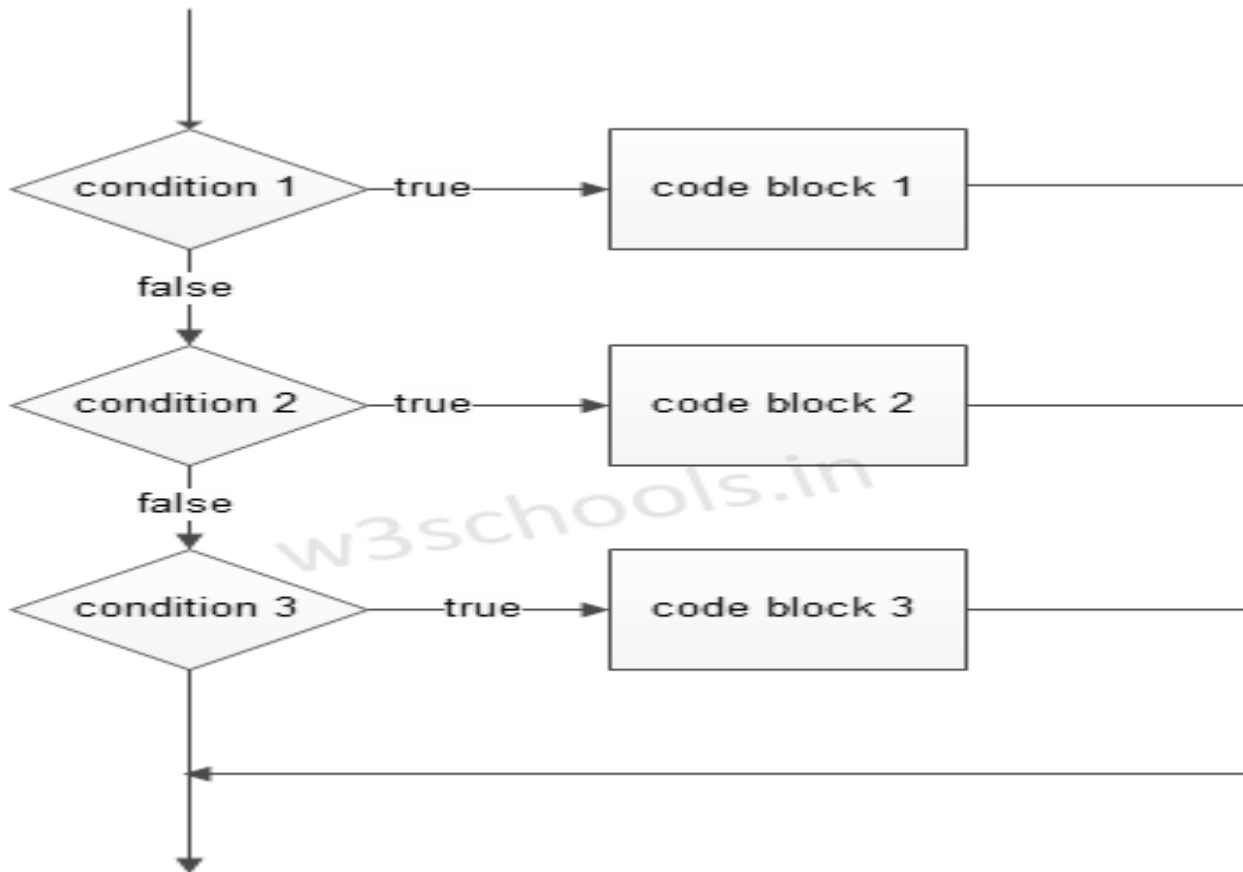 condition 1
true
code block 1
false
condition 2
true
code block 2
false
w3schools.in
condition 3
true
code block 3